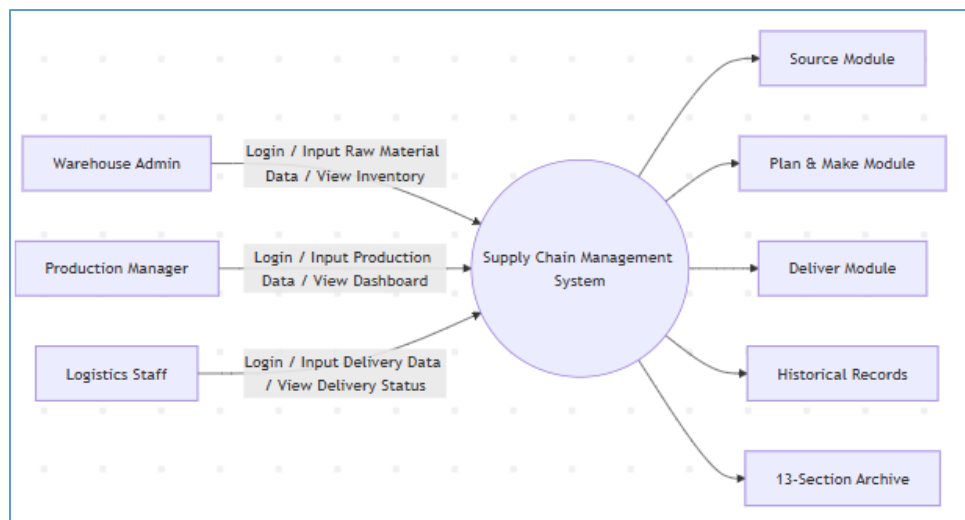 Source Module
Warehouse Admin
Login / Input Raw Material
Data / View Inventory
Plan & Make Module
Production Manager
Login / Input Production
Data / View Dashboard
Supply Chain Management
System
Deliver Module
Logistics Staff
Login / Input Delivery Data
/ View Delivery Status
Historical Records
13-Section Archive